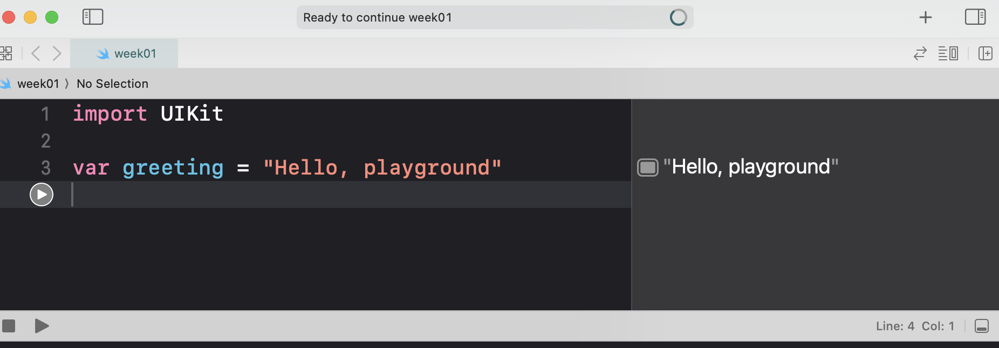 Ready to continue week01
week01
week01 ⟩ No Selection
1 import UIKit
2
3 var greeting = "Hello, playground"
"Hello, playground"
Line: 4 Col: 1